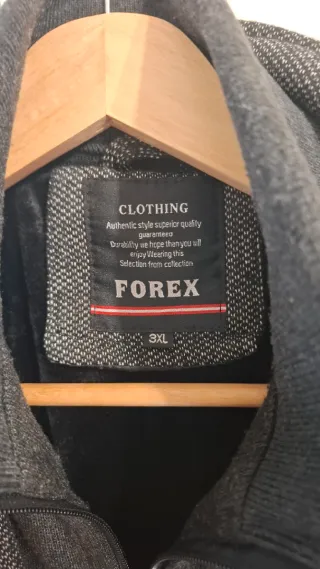 CLOTHING
Authentic style superior quality
guaranteed
Durability we hope than you will
enjoy Wearing this
Selection from collection
FOREX
3XL